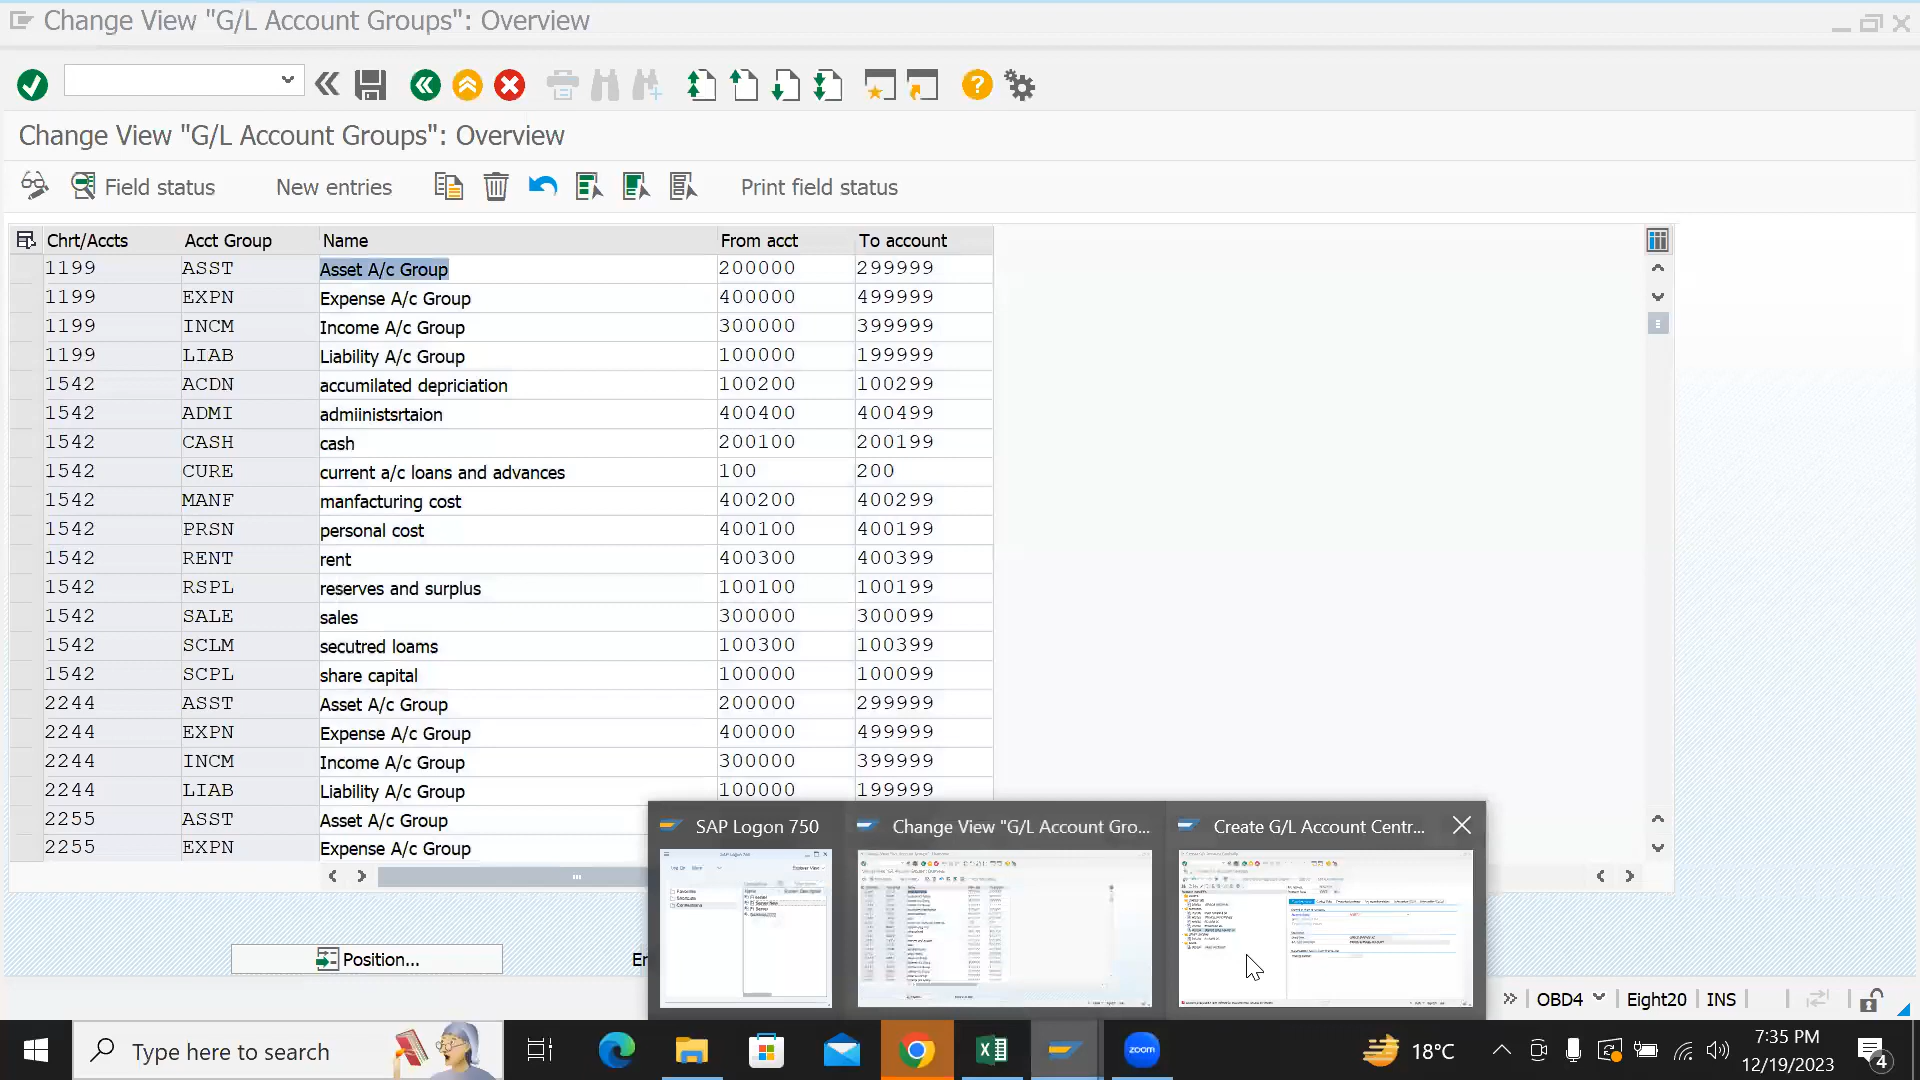 Change View "G/L Account Groups": Overview
Change View "G/L Account Groups": Overview
Field status New entries Print field status
Chrt/Accts Acct Group Name From acct To account
1199 ASST Asset A/c Group 200000 299999
1199 EXPN Expense A/c Group 400000 499999
1199 INCM Income A/c Group 300000 399999
1199 LIAB Liability A/c Group 100000 199999
1542 ACDN accumilated depriciation 100200 100299
1542 ADMI admiinistsrtaion 400400 400499
1542 CASH cash 200100 200199
1542 CURE current a/c loans and advances 100 200
1542 MANF manfacturing cost 400200 400299
1542 PRSN personal cost 400100 400199
1542 RENT rent 400300 400399
1542 RSPL reserves and surplus 100100 100199
1542 SALE sales 300000 300099
1542 SCLM secutred loams 100300 100399
1542 SCPL share capital 100000 100099
2244 ASST Asset A/c Group 200000 299999
2244 EXPN Expense A/c Group 400000 499999
2244 INCM Income A/c Group 300000 399999
2244 LIAB Liability A/c Group 100000 199999
2255 ASST Asset A/c Group
2255 EXPN Expense A/c Group
SAP Logon 750 Change View "G/L Account Gro... Create G/L Account Centr...
Position...
OBD4 Eight20 INS
Type here to search
zoom
18°C
7:35 PM
12/19/2023
4